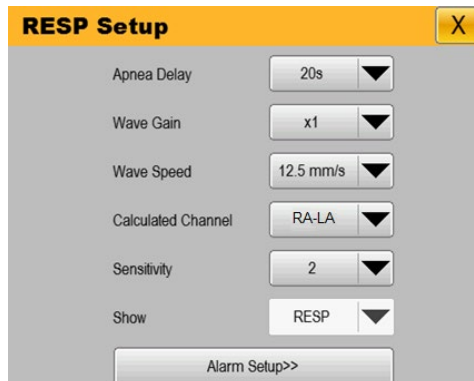 RESP Setup X
Apnea Delay 20s
Wave Gain x1
Wave Speed 12.5 mm/s
Calculated Channel RA-LA
Sensitivity 2
Show RESP
Alarm Setup>>